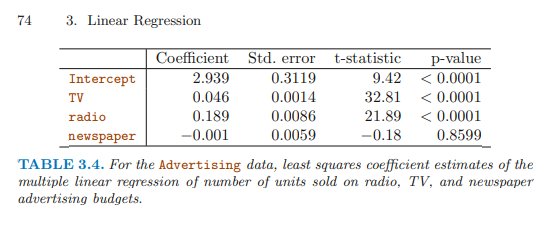 74 3. Linear Regression
Coefficient Std. error t-statistic p-value
Intercept 2.939 0.3119 9.42 < 0.0001
TV 0.046 0.0014 32.81 < 0.0001
radio 0.189 0.0086 21.89 < 0.0001
newspaper −0.001 0.0059 −0.18 0.8599
TABLE 3.4. For the Advertising data, least squares coefficient estimates of the
multiple linear regression of number of units sold on radio, TV, and newspaper
advertising budgets.